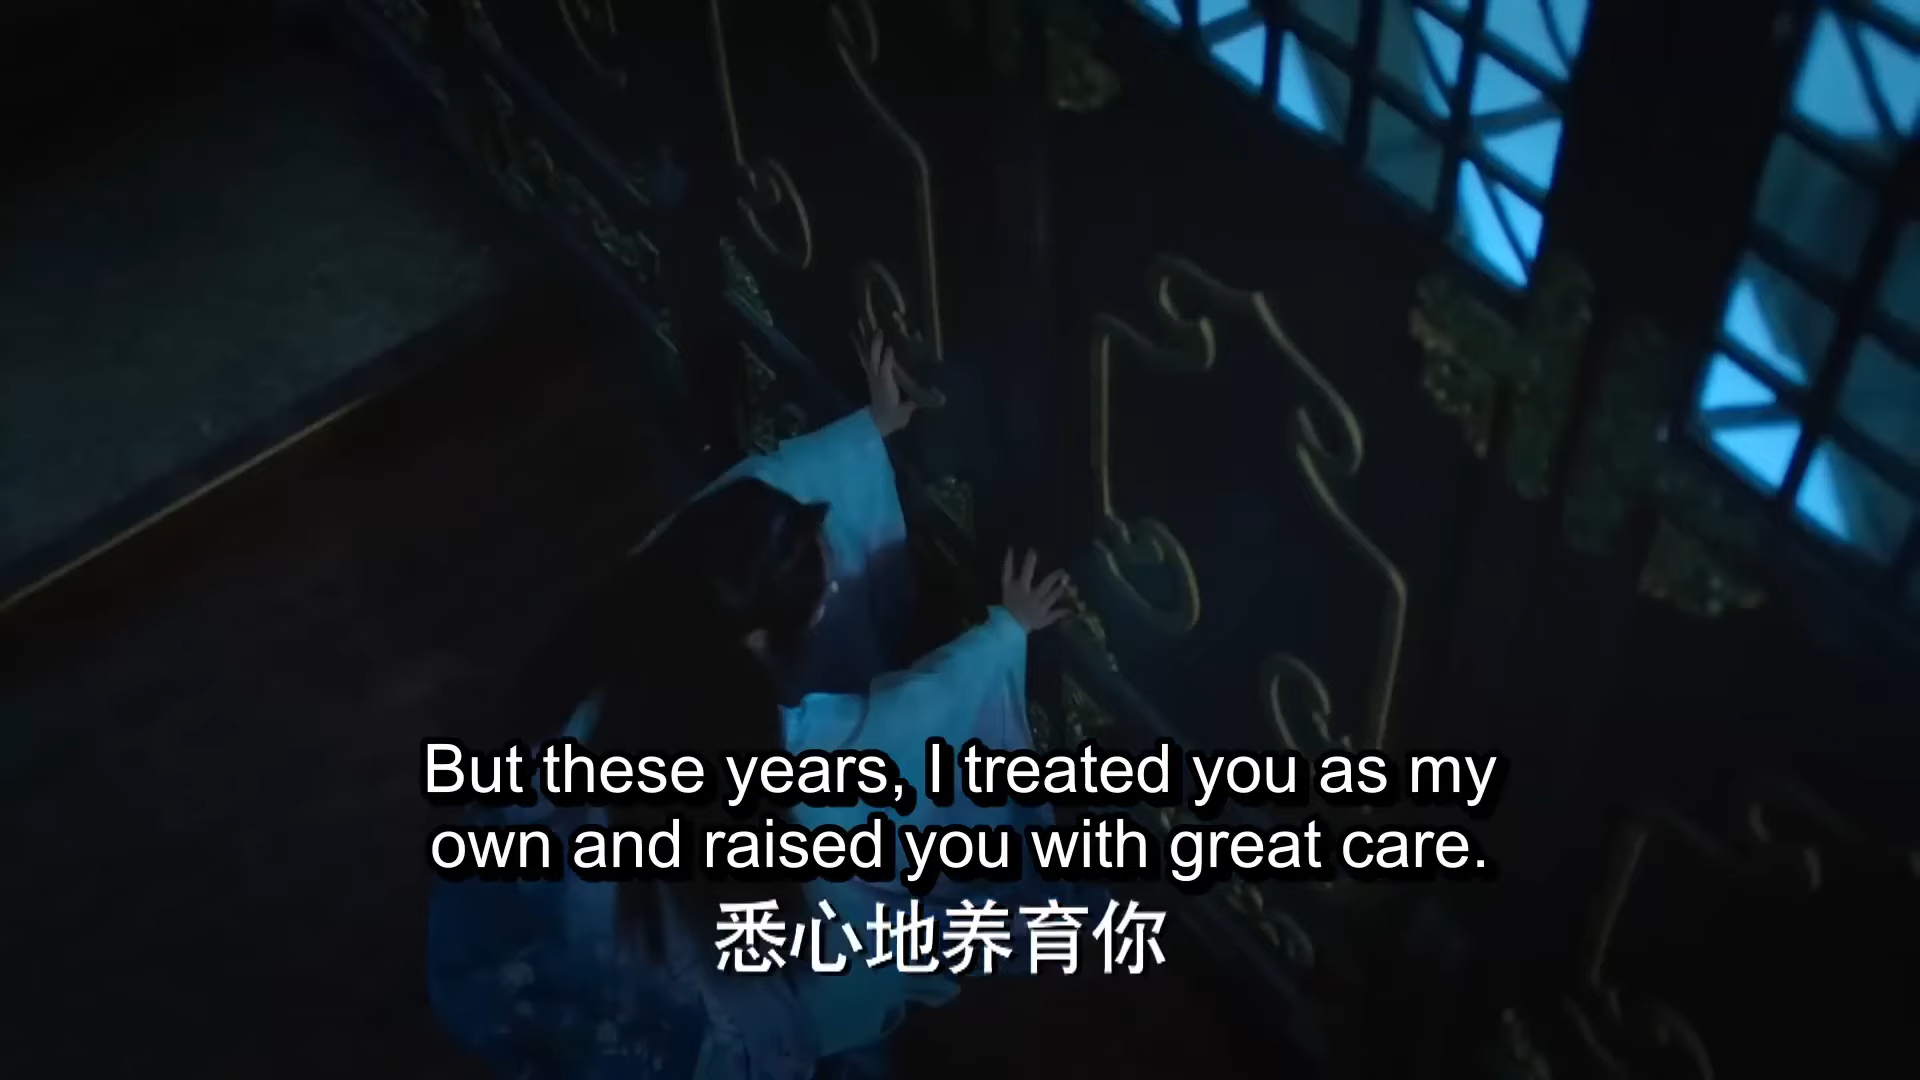 But these years, I treated you as my
own and raised you with great care.
悉心地养育你